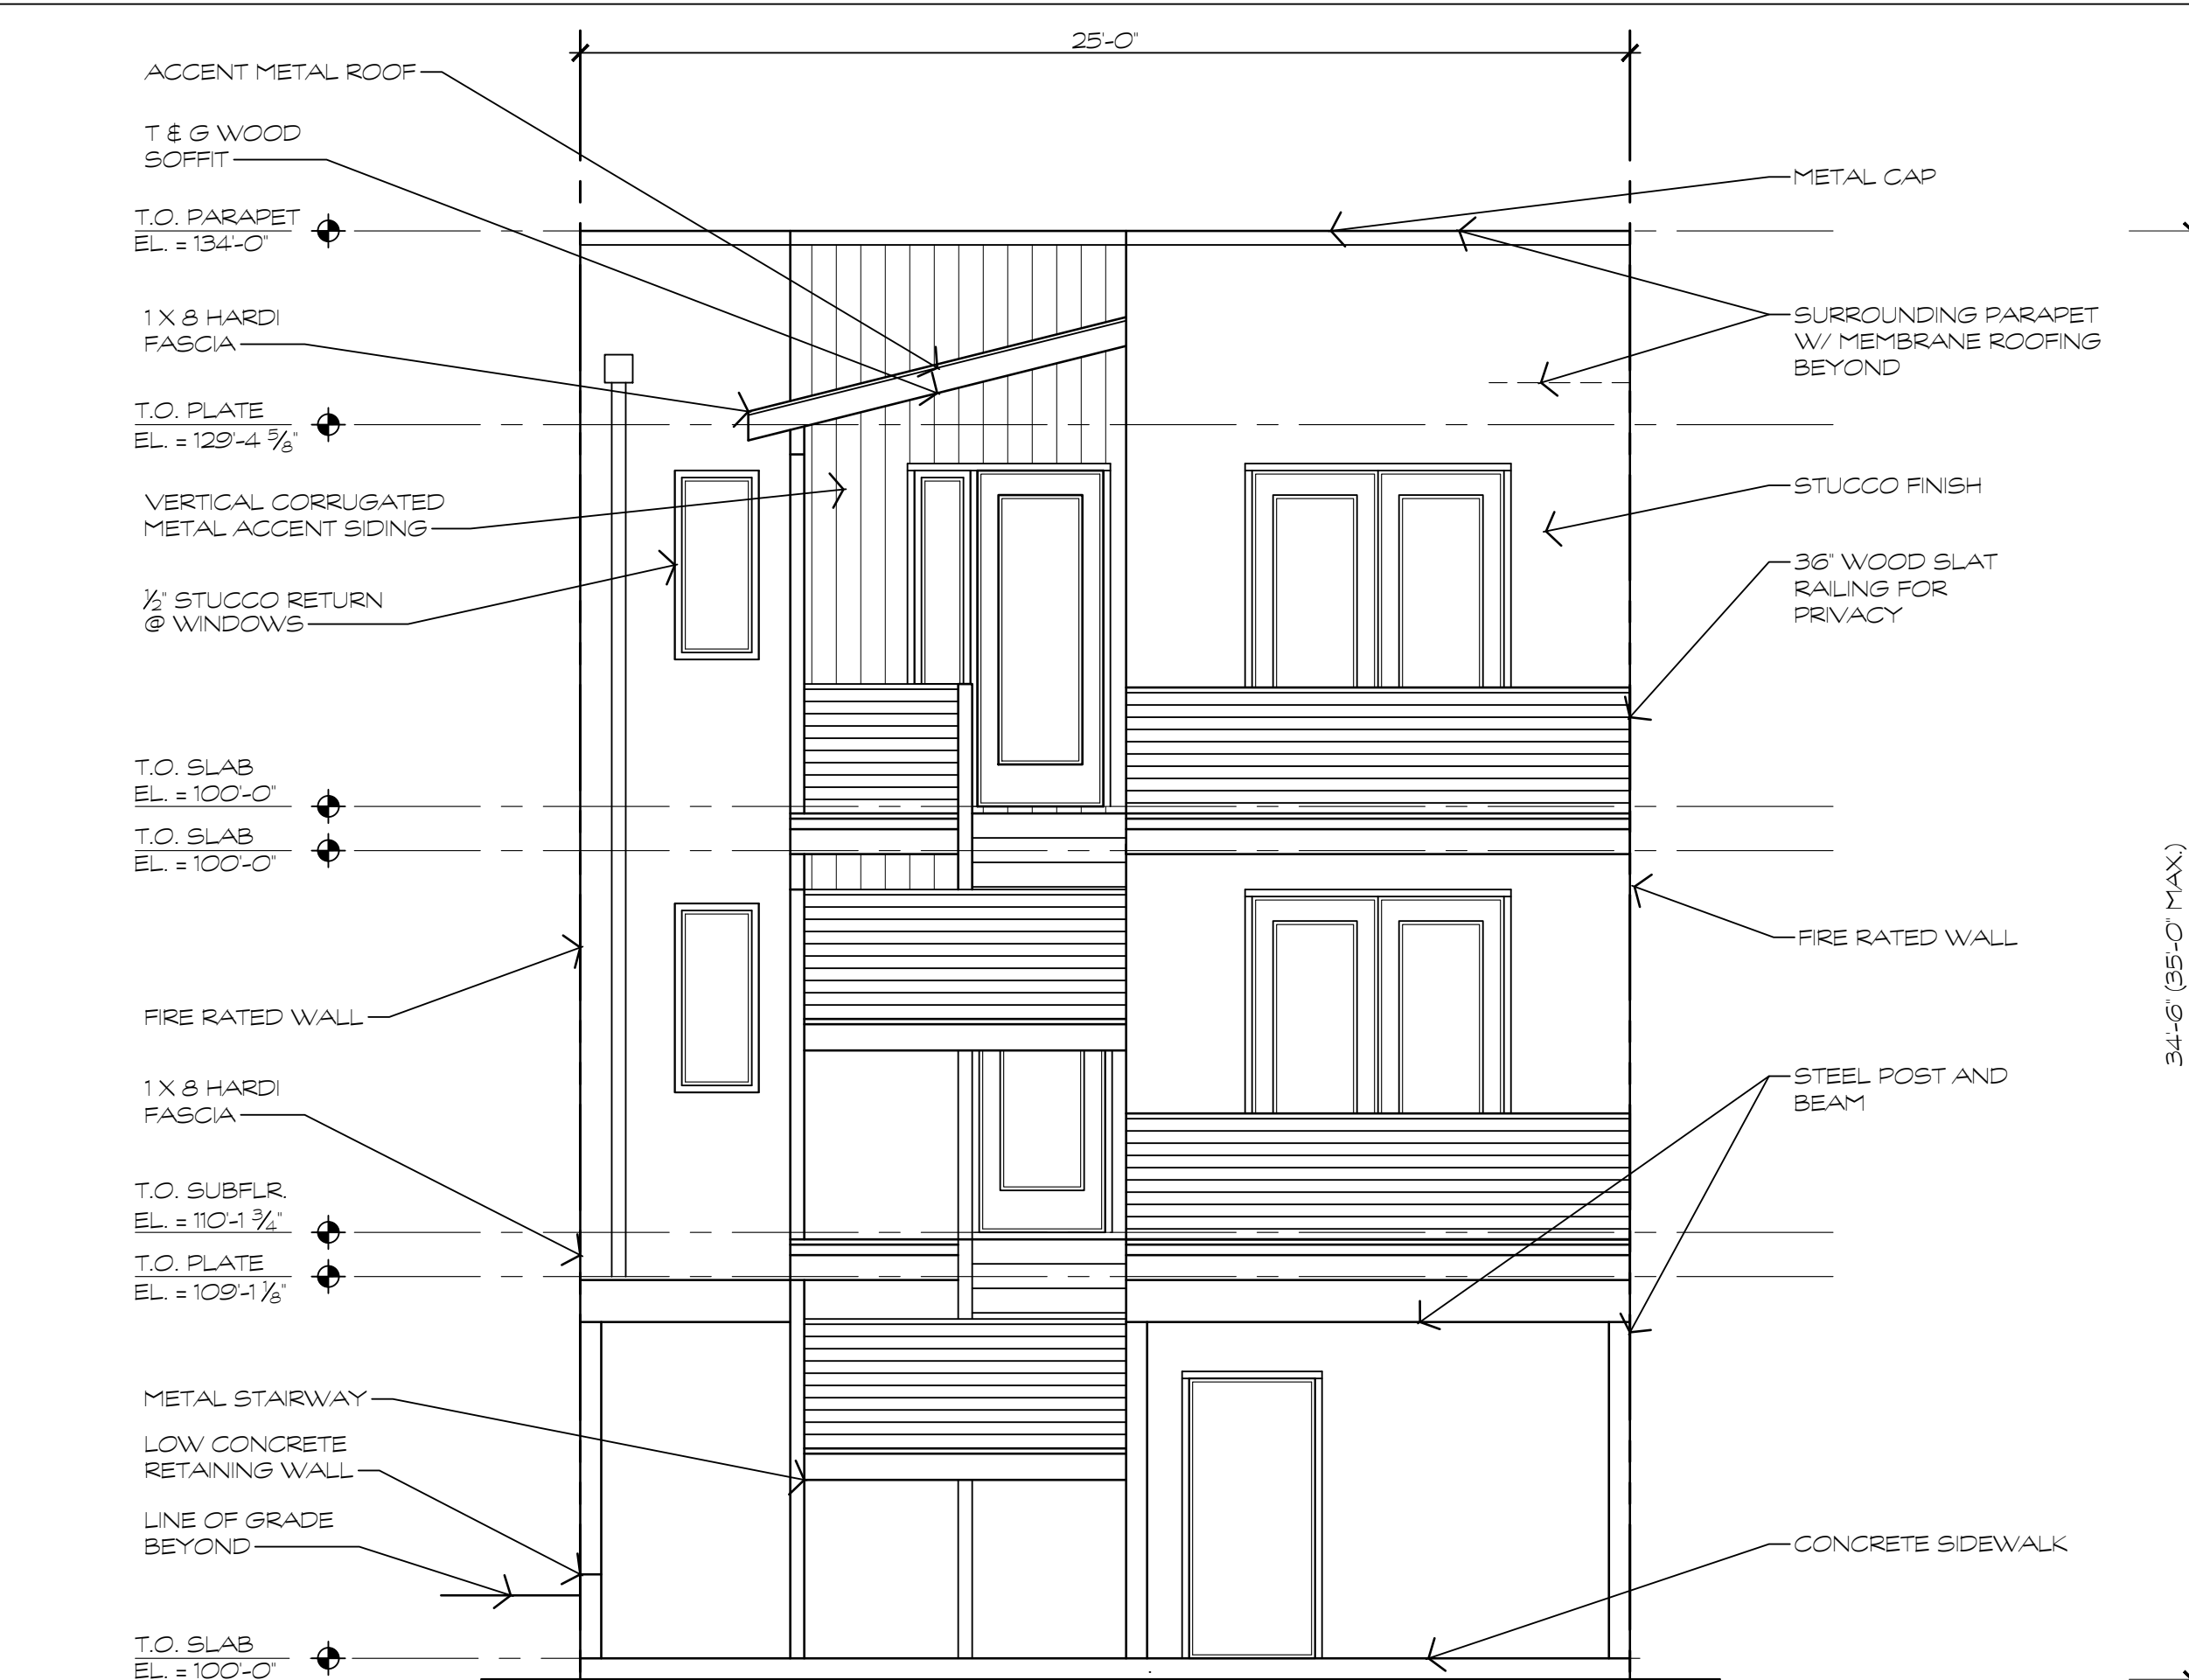 25'-0"
ACCENT METAL ROOF
T & G WOOD
SOFFIT
T.O. PARAPET
EL. = 134'-0"
1 X 8 HARDI
FASCIA
T.O. PLATE
EL. = 129'-4 5/8"
VERTICAL CORRUGATED
METAL ACCENT SIDING
1/2" STUCCO RETURN
@ WINDOWS
T.O. SLAB
EL. = 100'-0"
T.O. SLAB
EL. = 100'-0"
FIRE RATED WALL
1 X 8 HARDI
FASCIA
T.O. SUBFLR.
EL. = 110'-1 3/4"
T.O. PLATE
EL. = 109'-1 1/8"
METAL STAIRWAY
LOW CONCRETE
RETAINING WALL
LINE OF GRADE
BEYOND
T.O. SLAB
EL. = 100'-0"
METAL CAP
SURROUNDING PARAPET
W/ MEMBRANE ROOFING
BEYOND
STUCCO FINISH
36" WOOD SLAT
RAILING FOR
PRIVACY
FIRE RATED WALL
STEEL POST AND
BEAM
CONCRETE SIDEWALK
34'-6" (35'-0" MAX.)